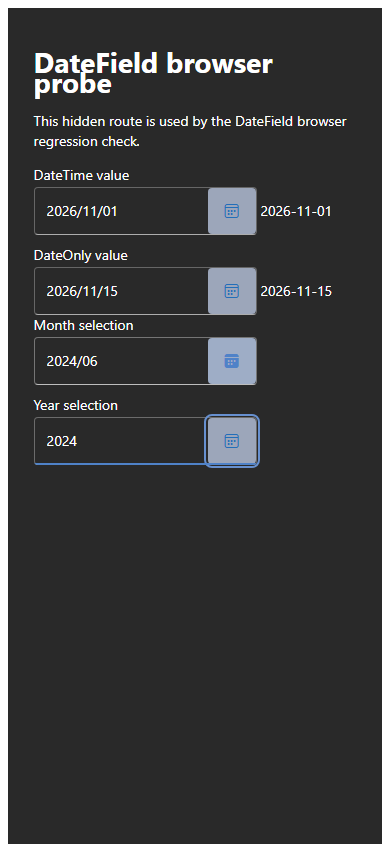 DateField browser
probe
This hidden route is used by the DateField browser
regression check.
DateTime value
2026/11/01 2026-11-01
DateOnly value
2026/11/15 2026-11-15
Month selection
2024/06
Year selection
2024